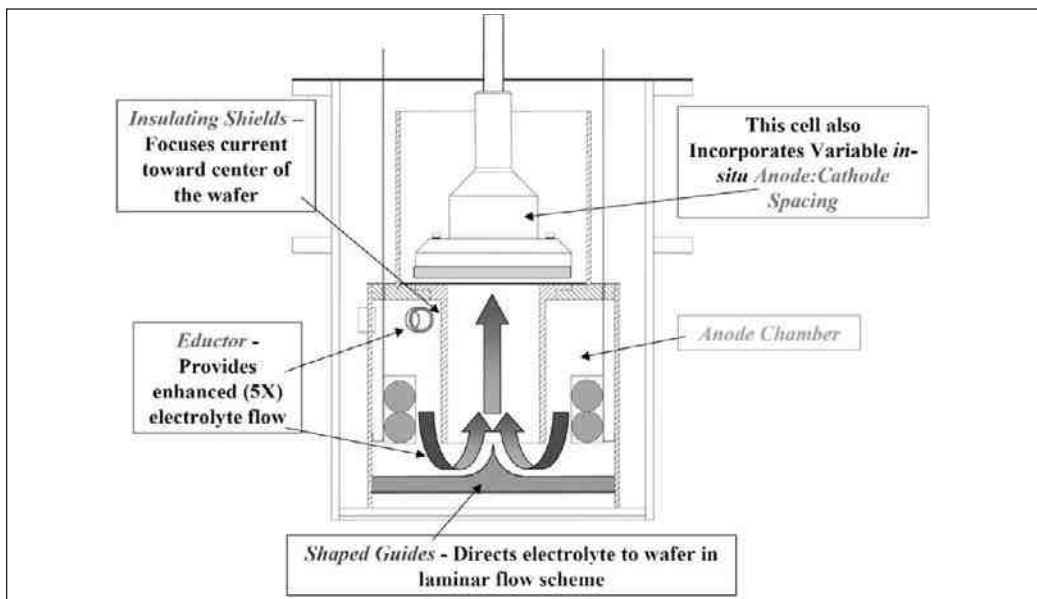 Insulating Shields –
Focuses current
toward center of
the wafer
This cell also
Incorporates Variable in-
situ Anode:Cathode
Spacing
Eductor -
Provides
enhanced (5X)
electrolyte flow
Anode Chamber
Shaped Guides - Directs electrolyte to wafer in
laminar flow scheme